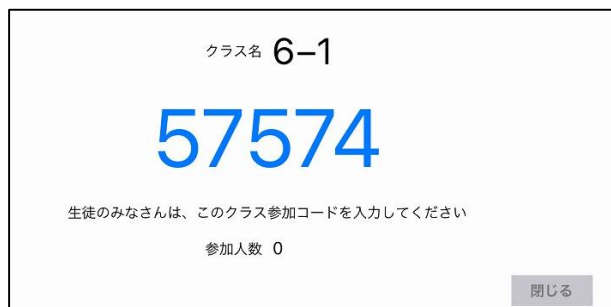 クラス名 6–1
57574
生徒のみなさんは、このクラス参加コードを入力してください
参加人数 0
閉じる